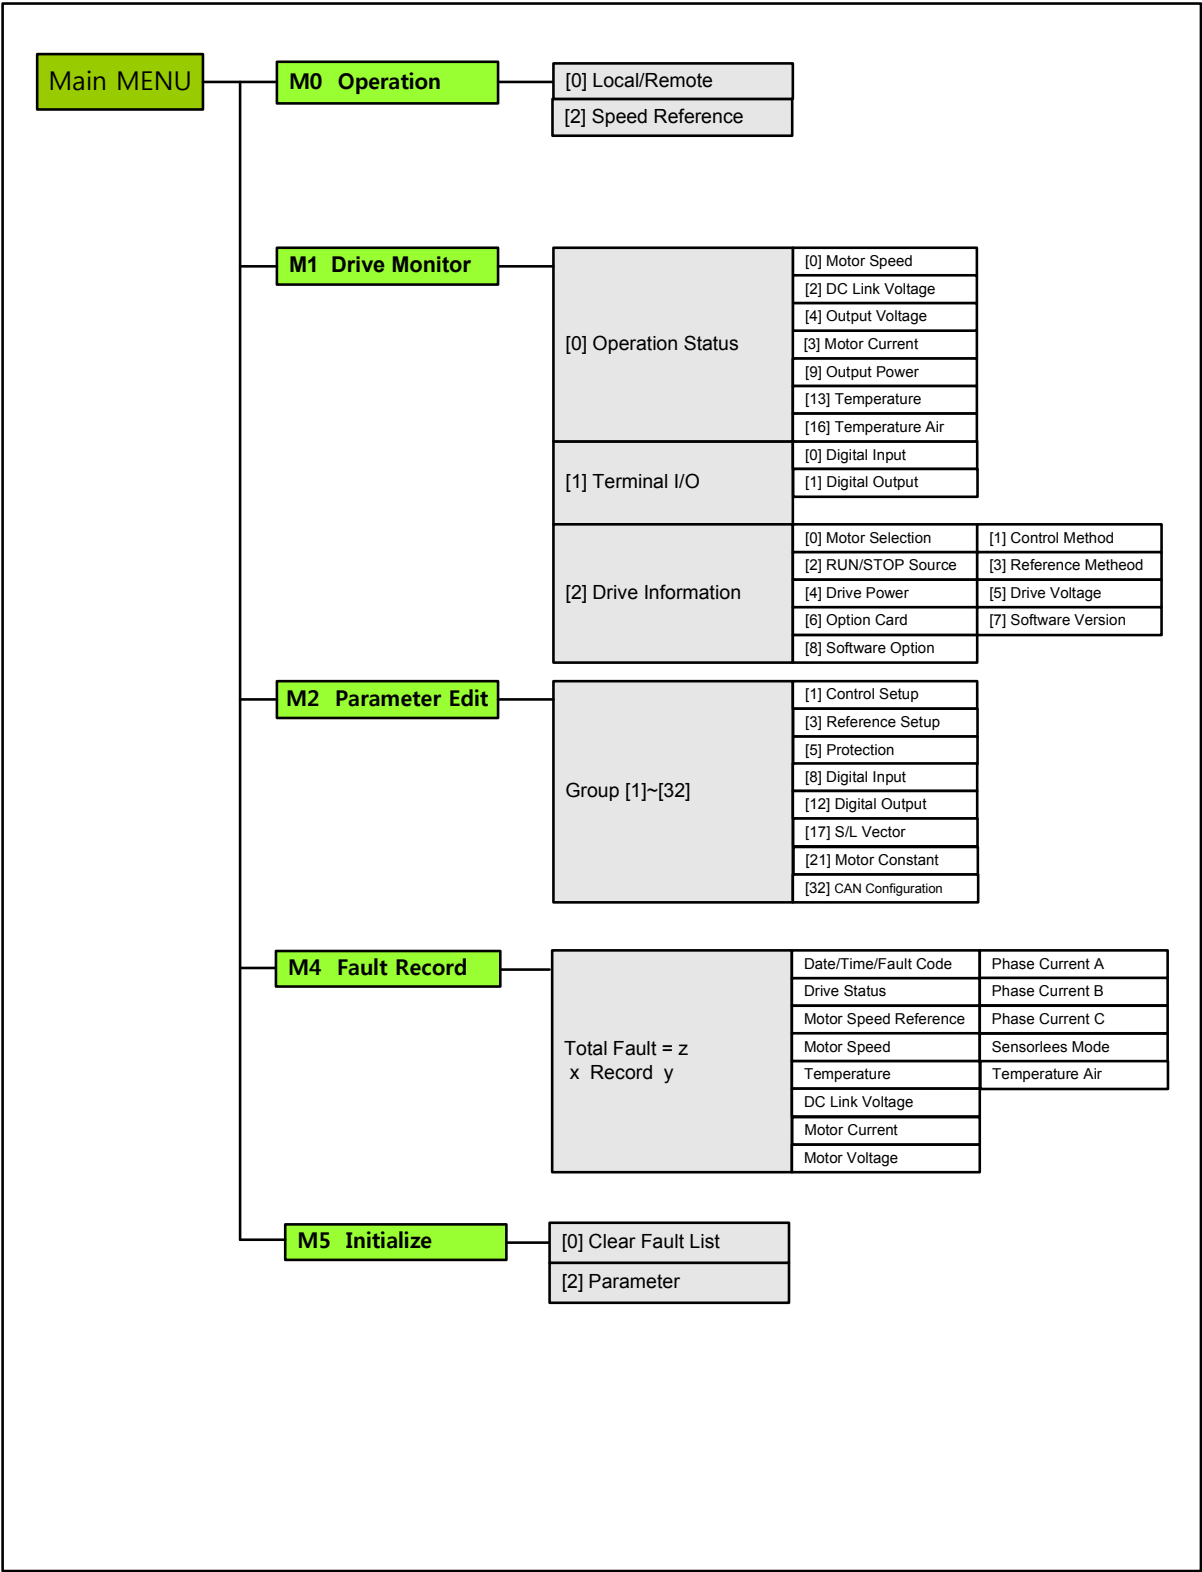 Main MENU
M0 Operation
[0] Local/Remote
[2] Speed Reference
M1 Drive Monitor
[0] Operation Status
[0] Motor Speed
[2] DC Link Voltage
[4] Output Voltage
[3] Motor Current
[9] Output Power
[13] Temperature
[16] Temperature Air
[1] Terminal I/O
[0] Digital Input
[1] Digital Output
[2] Drive Information
[0] Motor Selection
[1] Control Method
[2] RUN/STOP Source
[3] Reference Metheod
[4] Drive Power
[5] Drive Voltage
[6] Option Card
[7] Software Version
[8] Software Option
M2 Parameter Edit
Group [1]~[32]
[1] Control Setup
[3] Reference Setup
[5] Protection
[8] Digital Input
[12] Digital Output
[17] S/L Vector
[21] Motor Constant
[32] CAN Configuration
M4 Fault Record
Total Fault = z
x Record y
Date/Time/Fault Code
Phase Current A
Drive Status
Phase Current B
Motor Speed Reference
Phase Current C
Motor Speed
Sensorlees Mode
Temperature
Temperature Air
DC Link Voltage
Motor Current
Motor Voltage
M5 Initialize
[0] Clear Fault List
[2] Parameter